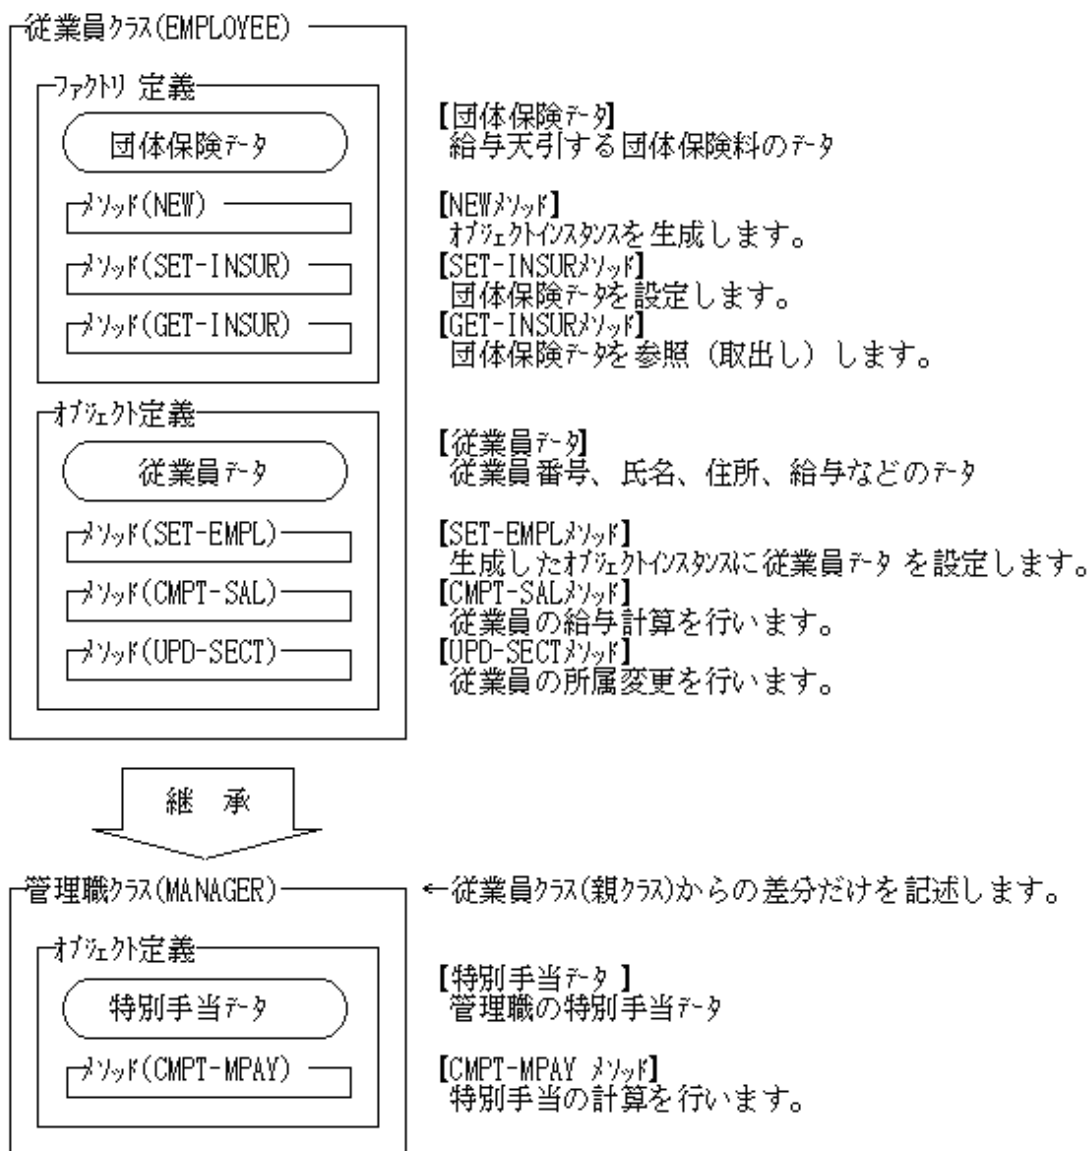 従業員ｸﾗｽ(EMPLOYEE)
ﾌｧｸﾄﾘ 定義
団体保険ﾃﾞｰﾀ
【団体保険ﾃﾞｰﾀ】
給与天引する団体保険料のﾃﾞｰﾀ
ﾒｿｯﾄﾞ(NEW)
【NEWﾒｿｯﾄﾞ】
ｵﾌﾞｼﾞｪｸﾄｲﾝｽﾀﾝｽを生成します。
ﾒｿｯﾄﾞ(SET-INSUR)
【SET-INSURﾒｿｯﾄﾞ】
団体保険ﾃﾞｰﾀを設定します。
ﾒｿｯﾄﾞ(GET-INSUR)
【GET-INSURﾒｿｯﾄﾞ】
団体保険ﾃﾞｰﾀを参照（取出し）します。
ｵﾌﾞｼﾞｪｸﾄ定義
従業員ﾃﾞｰﾀ
【従業員ﾃﾞｰﾀ】
従業員番号、氏名、住所、給与などのﾃﾞｰﾀ
ﾒｿｯﾄﾞ(SET-EMPL)
【SET-EMPLﾒｿｯﾄﾞ】
生成したｵﾌﾞｼﾞｪｸﾄｲﾝｽﾀﾝｽに従業員ﾃﾞｰﾀ を設定します。
ﾒｿｯﾄﾞ(CMPT-SAL)
【CMPT-SALﾒｿｯﾄﾞ】
従業員の給与計算を行います。
ﾒｿｯﾄﾞ(UPD-SECT)
【UPD-SECTﾒｿｯﾄﾞ】
従業員の所属変更を行います。
継　承
管理職ｸﾗｽ(MANAGER)
←従業員ｸﾗｽ(親ｸﾗｽ)からの差分だけを記述します。
ｵﾌﾞｼﾞｪｸﾄ定義
特別手当ﾃﾞｰﾀ
【特別手当ﾃﾞｰﾀ 】
管理職の特別手当ﾃﾞｰﾀ
ﾒｿｯﾄﾞ(CMPT-MPAY)
【CMPT-MPAY ﾒｿｯﾄﾞ】
特別手当の計算を行います。